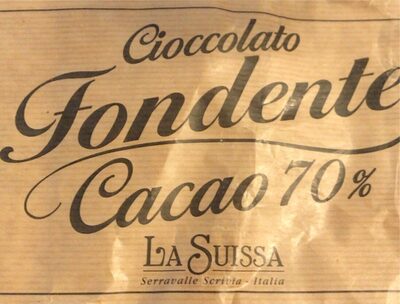 Cioccolato
Fondente
Cacao 70%
LA SUISSA
Serravalle Scrivia - Italia